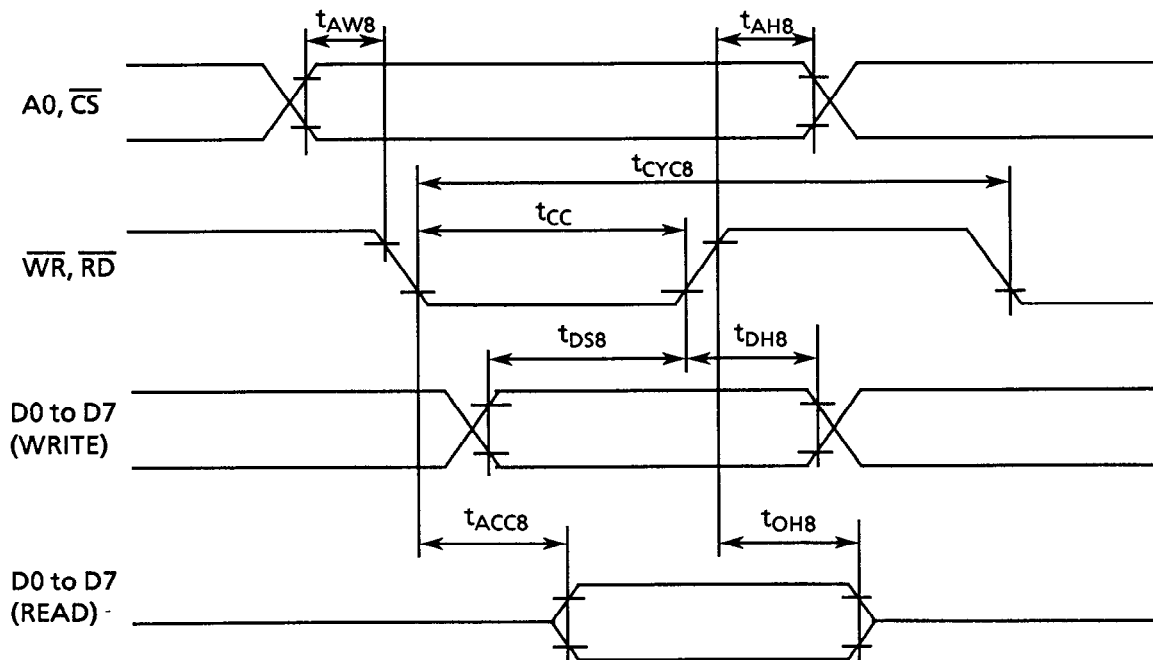 tAW8
tAH8
A0, CS
tCYC8
tCC
WR, RD
tDS8
tDH8
D0 to D7
(WRITE)
tACC8
tOH8
D0 to D7
(READ)